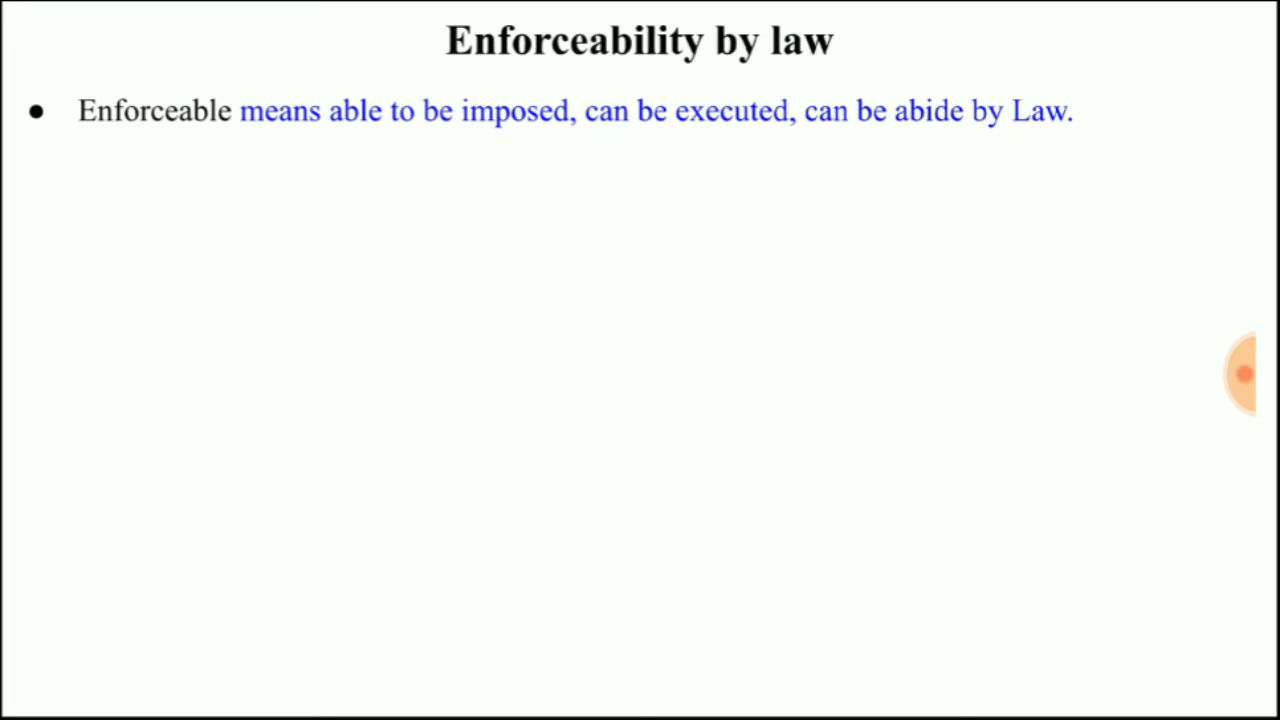 Enforceability by law
● Enforceable means able to be imposed, can be executed, can be abide by Law.